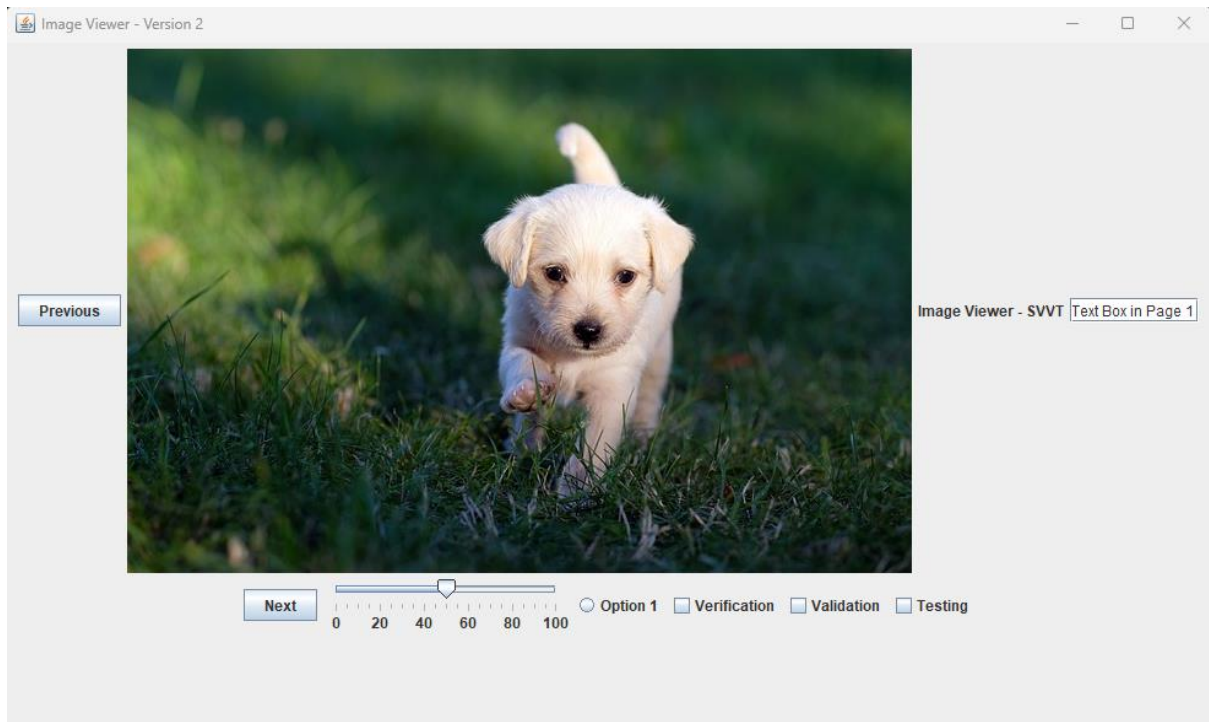 Image Viewer - Version 2
Previous
Image Viewer - SVVT
Text Box in Page 1
Next
0 20 40 60 80 100
Option 1
Verification
Validation
Testing